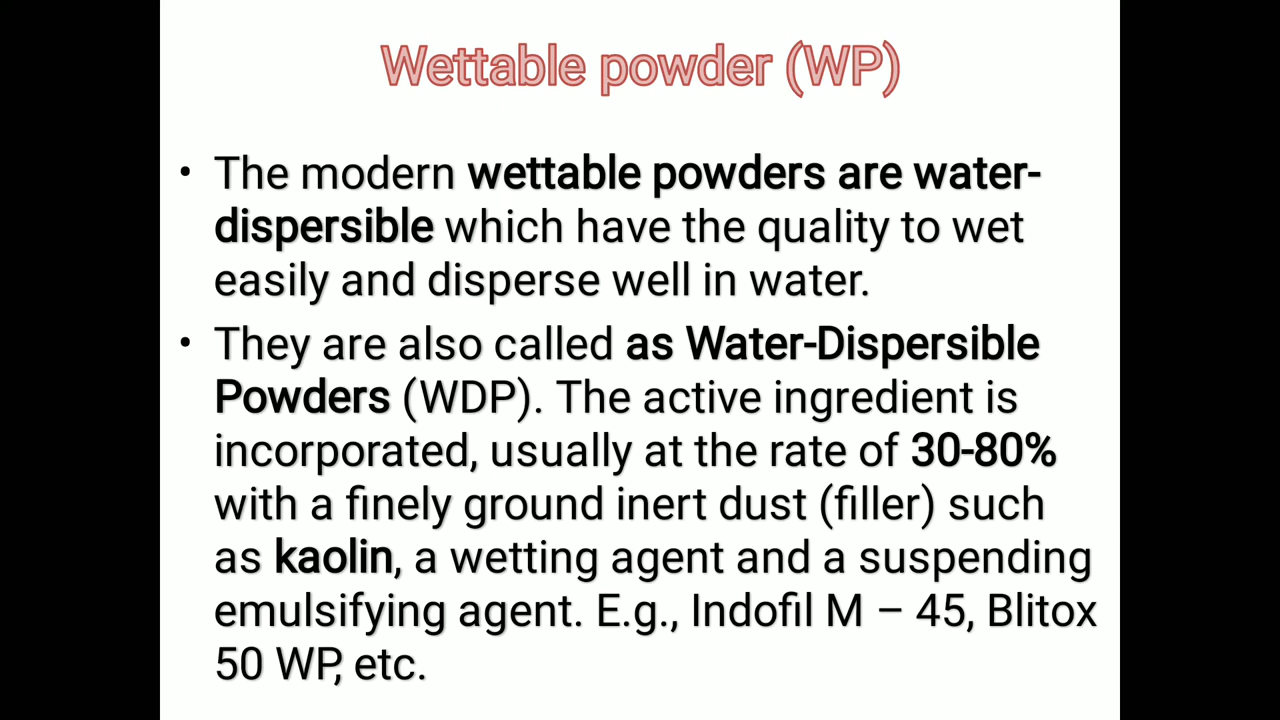 Wettable powder (WP)
• The modern wettable powders are water-
dispersible which have the quality to wet
easily and disperse well in water.
• They are also called as Water-Dispersible
Powders (WDP). The active ingredient is
incorporated, usually at the rate of 30-80%
with a finely ground inert dust (filler) such
as kaolin, a wetting agent and a suspending
emulsifying agent. E.g., Indofil M – 45, Blitox
50 WP, etc.